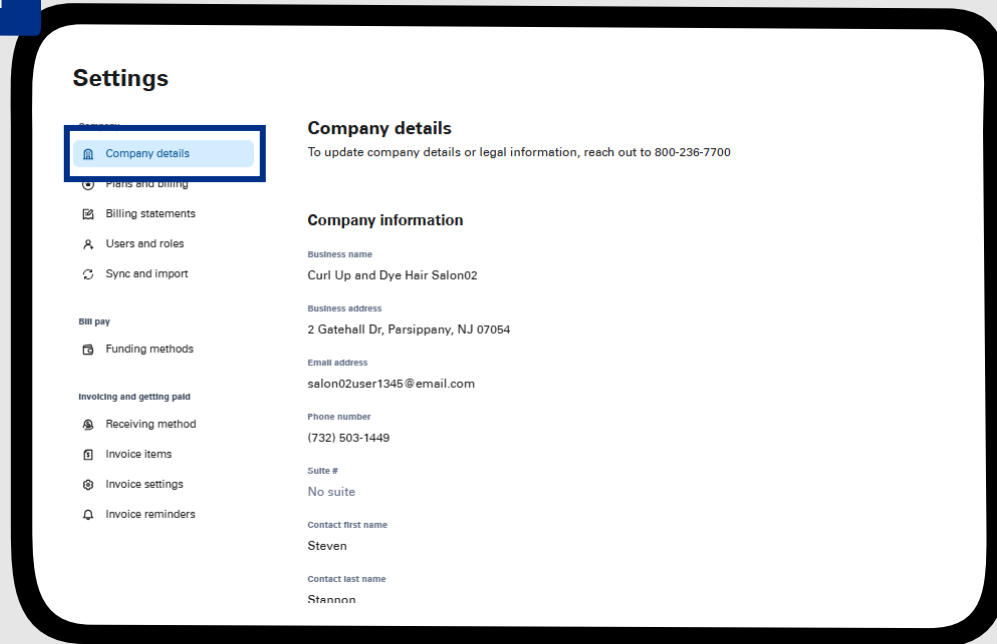 Settings
Company
Company details
Plans and billing
Billing statements
Users and roles
Sync and import
Bill pay
Funding methods
Invoicing and getting paid
Receiving method
Invoice items
Invoice settings
Invoice reminders
Company details
To update company details or legal information, reach out to 800-236-7700
Company information
Business name
Curl Up and Dye Hair Salon02
Business address
2 Gatehall Dr, Parsippany, NJ 07054
Email address
salon02user1345@email.com
Phone number
(732) 503-1449
Suite #
No suite
Contact first name
Steven
Contact last name
Stannon